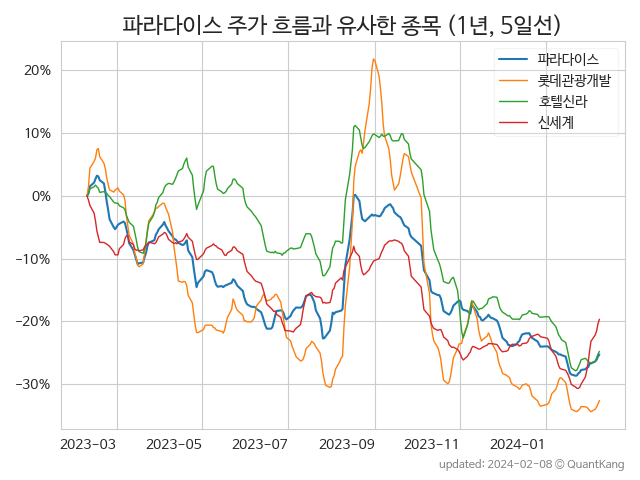 파라다이스 주가 흐름과 유사한 종목 (1년, 5일선)
파라다이스
롯데관광개발
호텔신라
신세계
20%
10%
0%
−10%
−20%
−30%
2023-03 2023-05 2023-07 2023-09 2023-11 2024-01
updated: 2024-02-08 © QuantKang